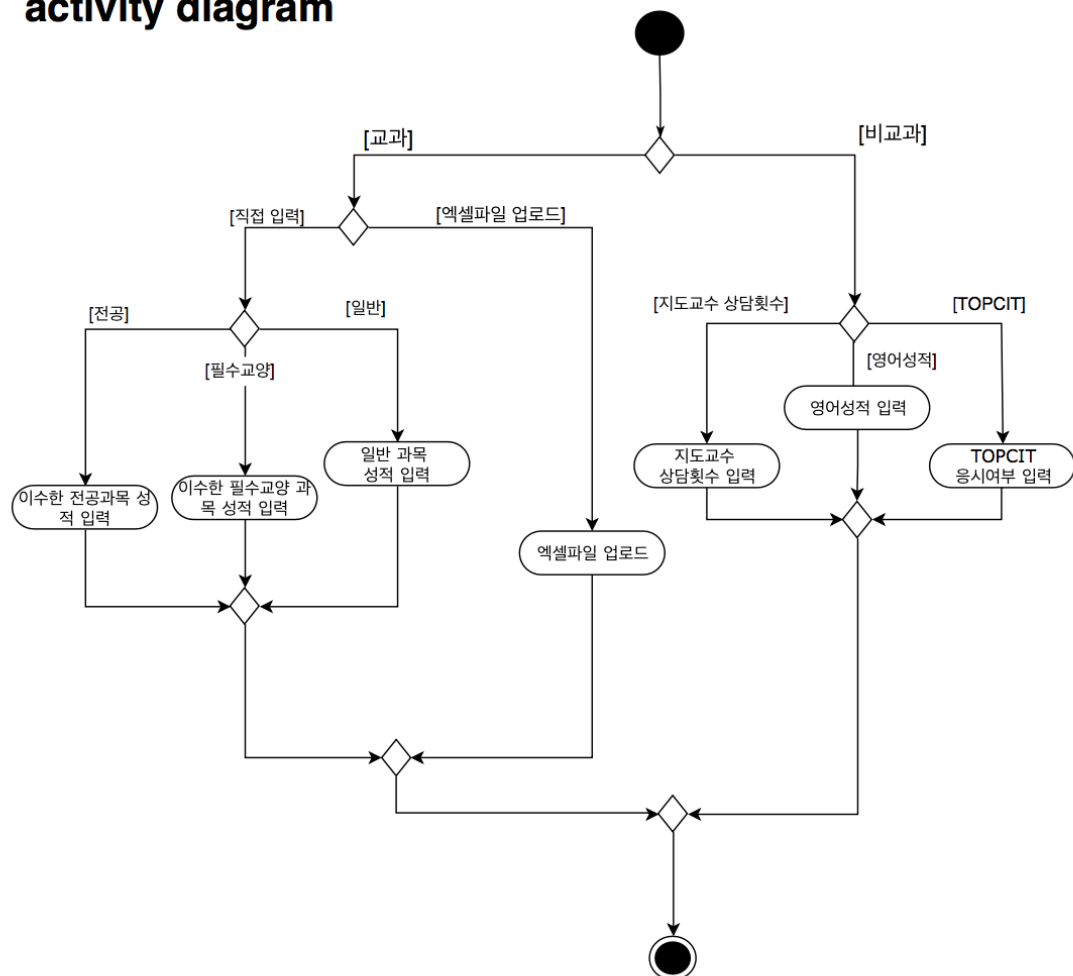 activity diagram
[교과]
[비교과]
[직접 입력]
[엑셀파일 업로드]
[전공]
[일반]
[필수교양]
[지도교수 상담횟수]
[TOPCIT]
[영어성적]
영어성적 입력
일반 과목
성적 입력
지도교수
상담횟수 입력
TOPCIT
응시여부 입력
이수한 전공과목 성
적 입력
이수한 필수교양 과
목 성적 입력
엑셀파일 업로드